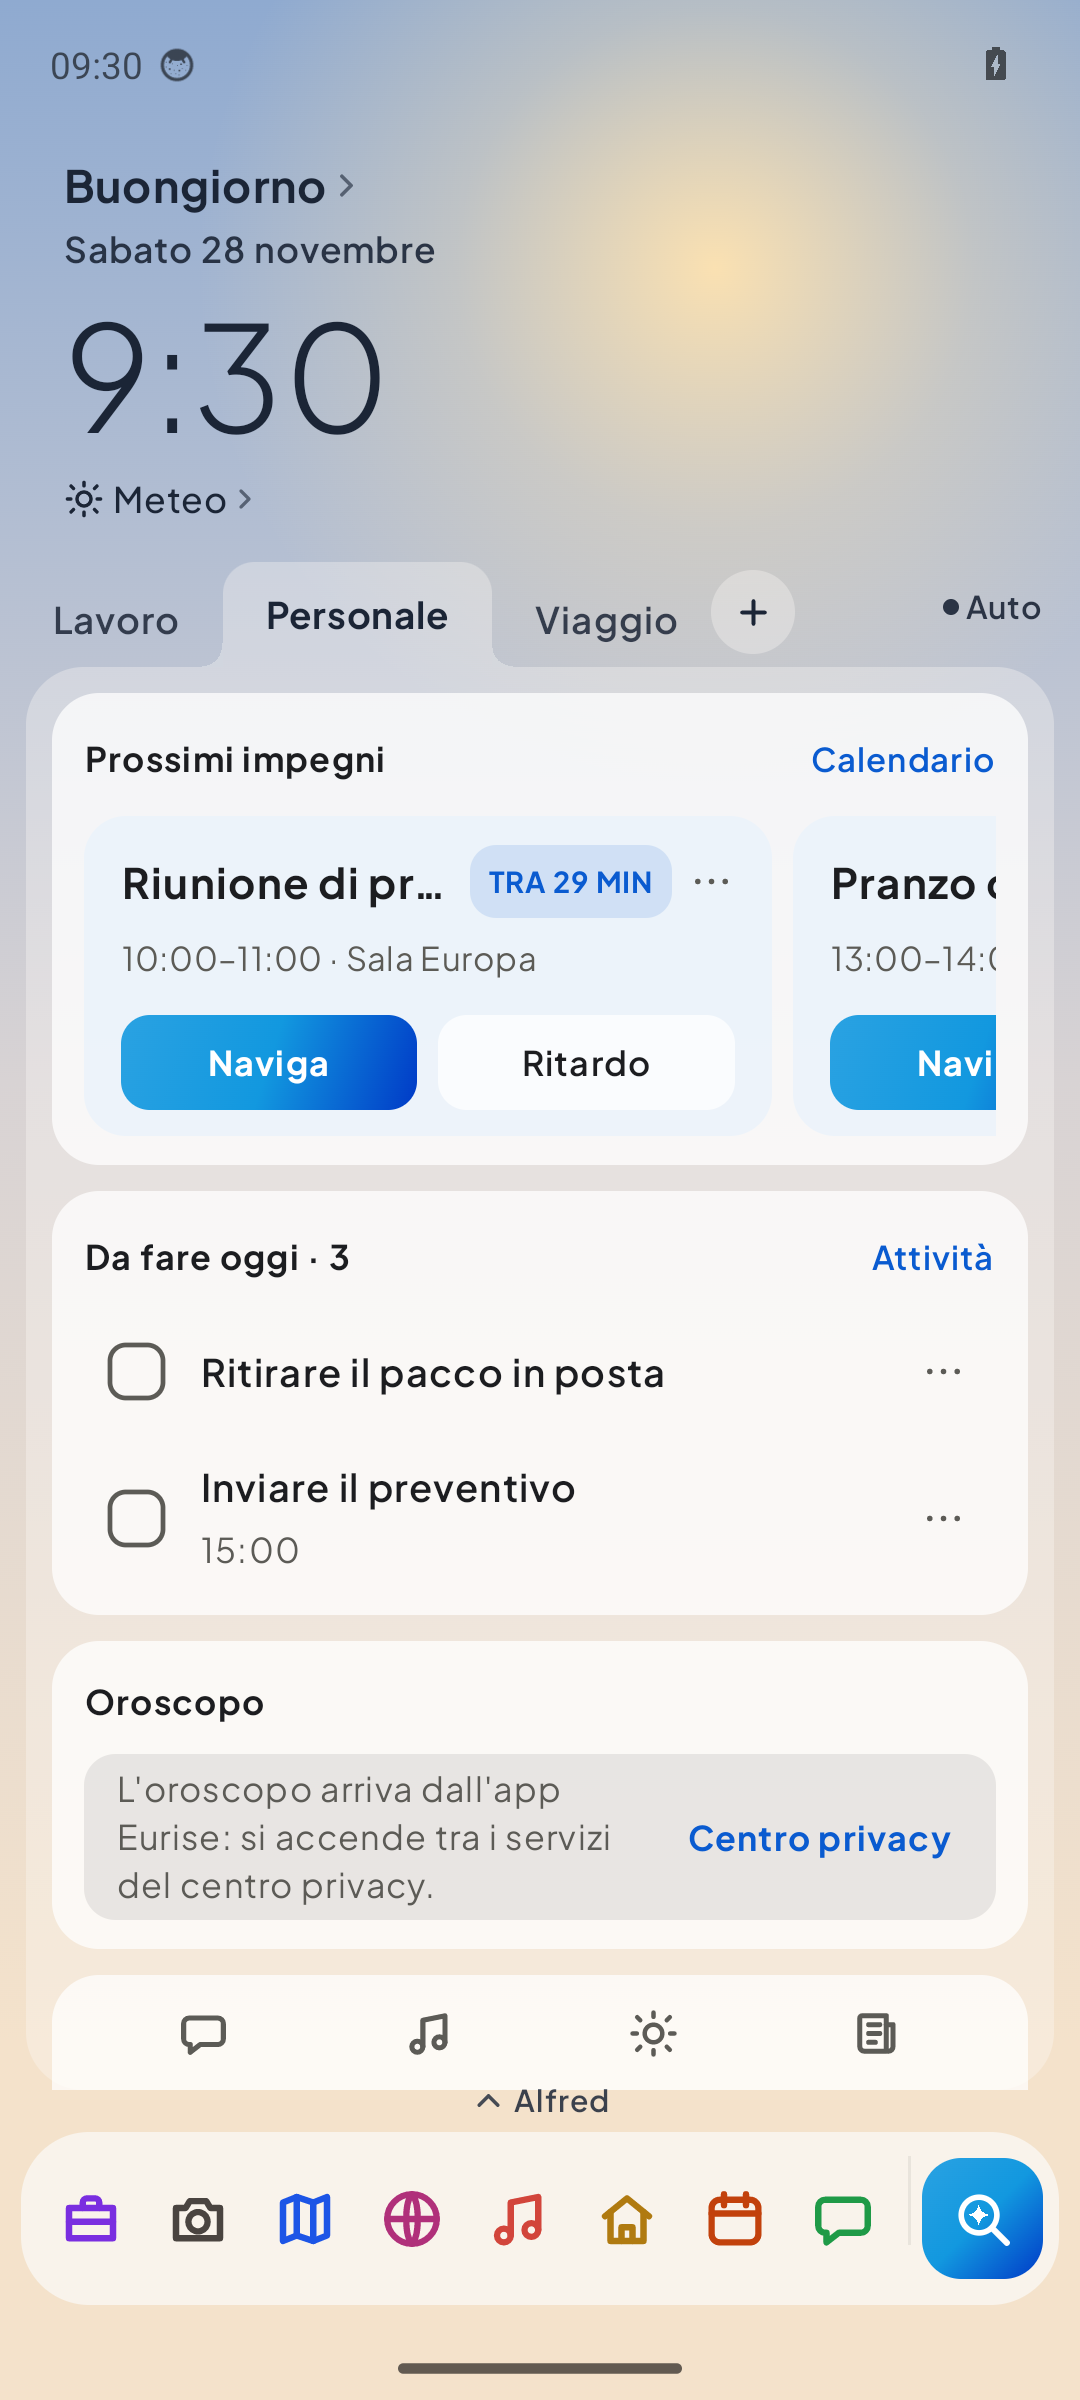 09:30
Buongiorno
Sabato 28 novembre
9:30
Meteo
Lavoro
Personale
Viaggio
+
Auto
Prossimi impegni
Calendario
Riunione di pr...
TRA 29 MIN
10:00–11:00 · Sala Europa
Naviga
Ritardo
Pranzo
13:00–14:0
Navi
Da fare oggi · 3
Attività
Ritirare il pacco in posta
Inviare il preventivo
15:00
Oroscopo
L'oroscopo arriva dall'app
Eurise: si accende tra i servizi
del centro privacy.
Centro privacy
Alfred